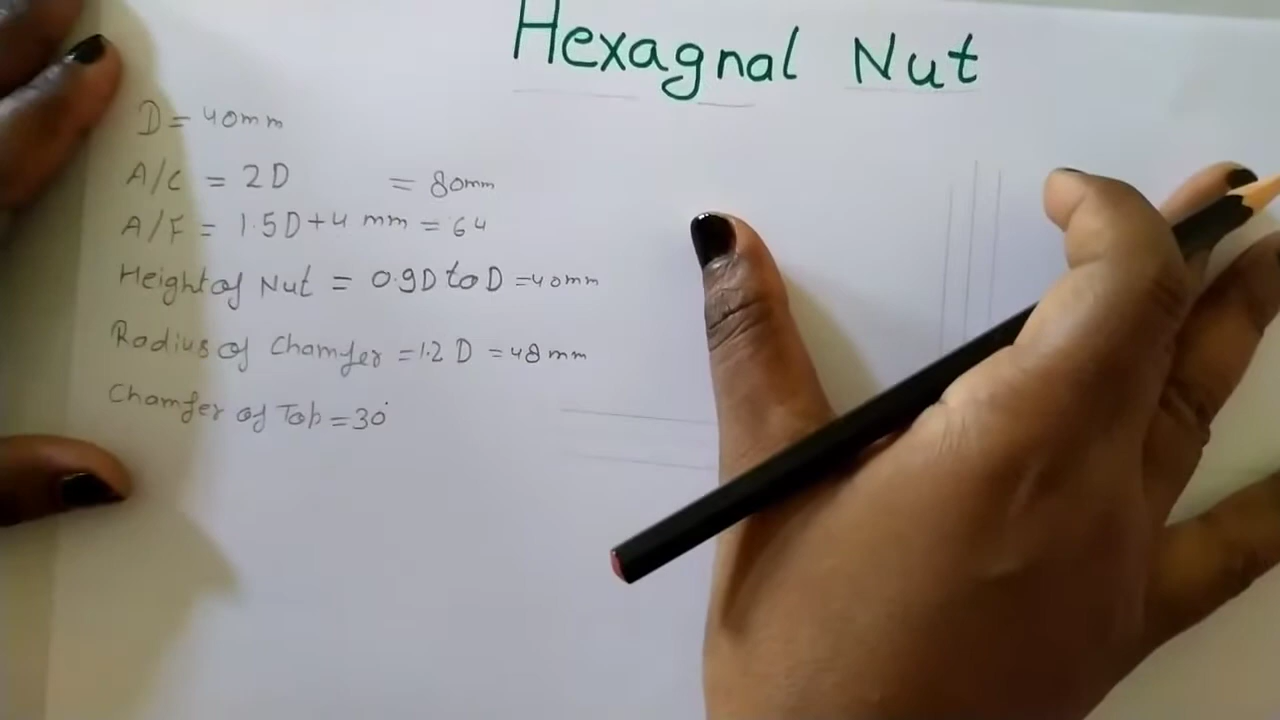 Hexagnal Nut
D = 40mm
A/C = 2D = 80mm
A/F = 1.5D+4 mm = 64
Height of Nut = 0.9D to D = 40mm
Radius of Chamfer = 1.2 D = 48 mm
Chamfer of Top = 30°